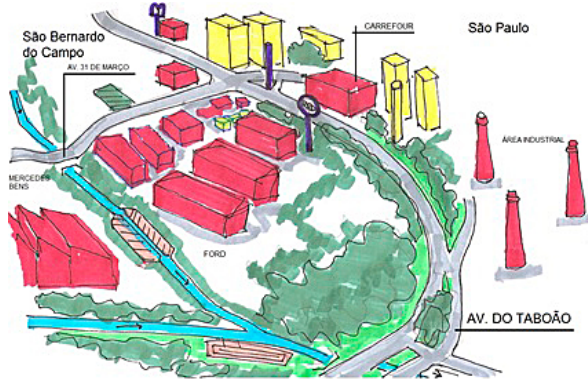 São Bernardo
do Campo
AV. 31 DE MARÇO
CARREFOUR
São Paulo
ÁREA INDUSTRIAL
MERCEDES
BENS
FORD
AV. DO TABOÃO